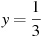 y = 1/3